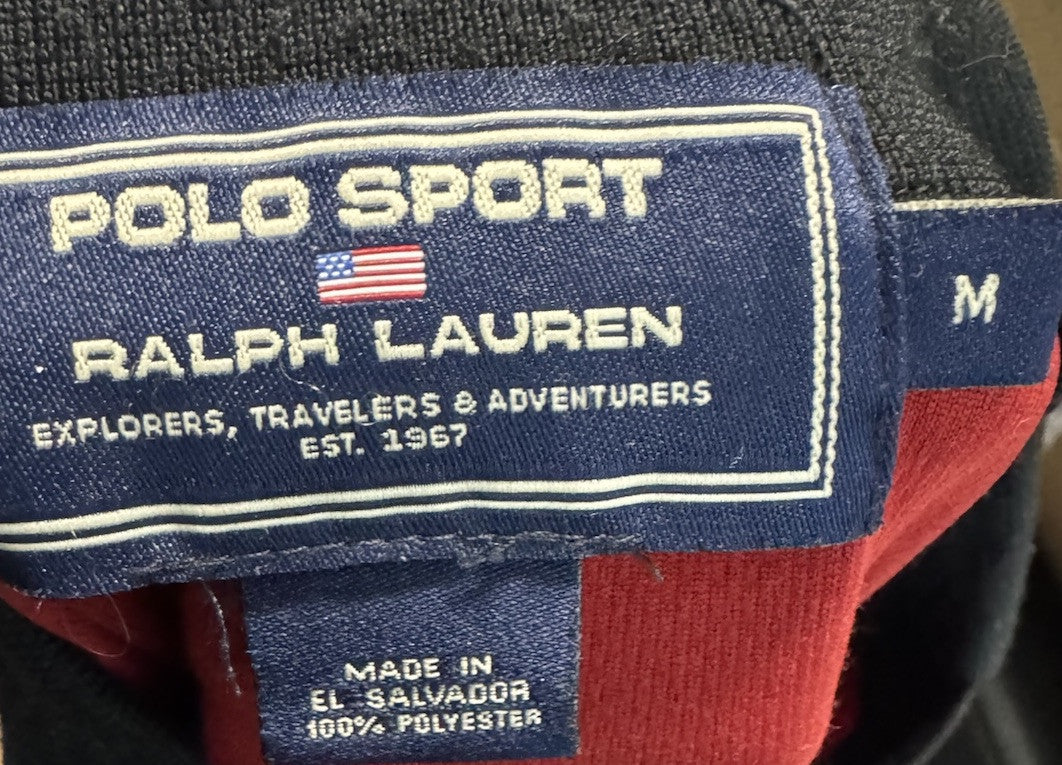 POLO SPORT
RALPH LAUREN
EXPLORERS, TRAVELERS & ADVENTURERS
EST. 1967
M
MADE IN
EL SALVADOR
100% POLYESTER